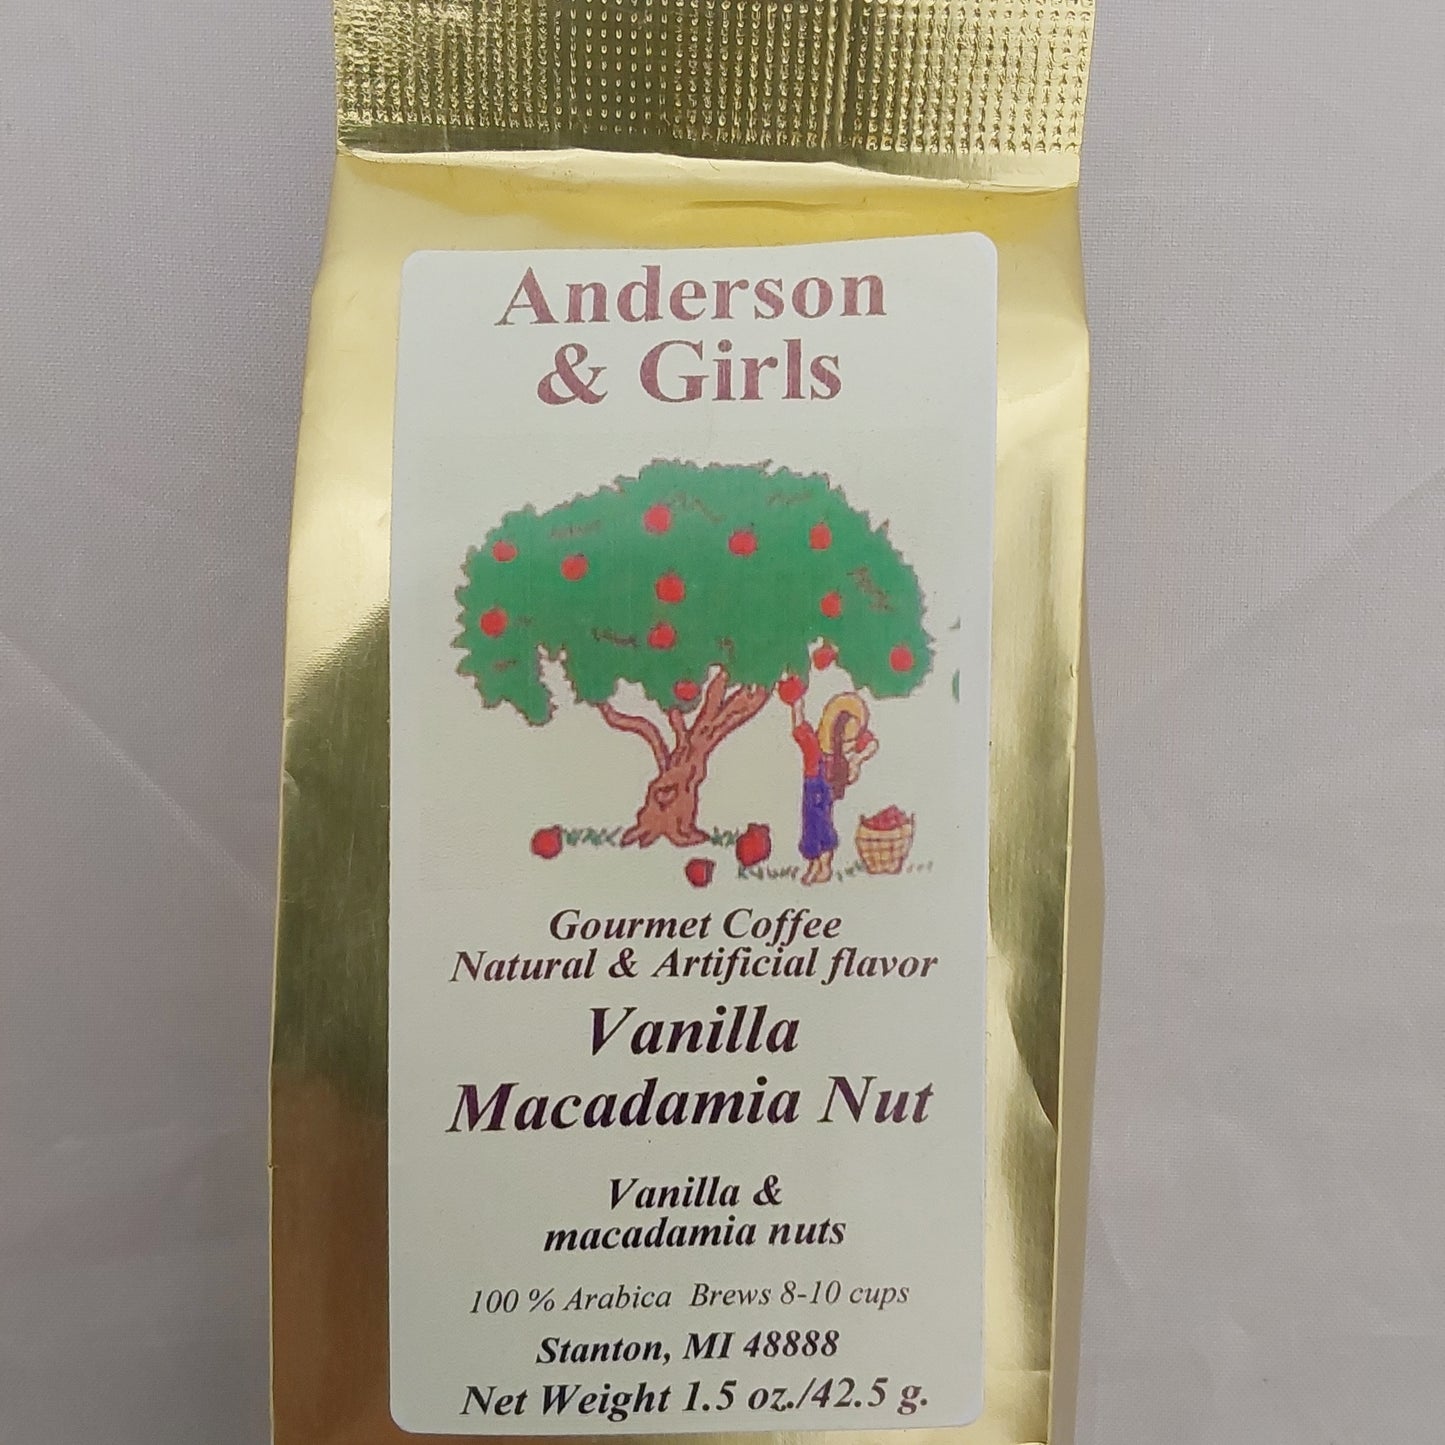 Anderson
& Girls
Gourmet Coffee
Natural & Artificial flavor
Vanilla
Macadamia Nut
Vanilla &
macadamia nuts
100 % Arabica Brews 8-10 cups
Stanton, MI 48888
Net Weight 1.5 oz./42.5 g.